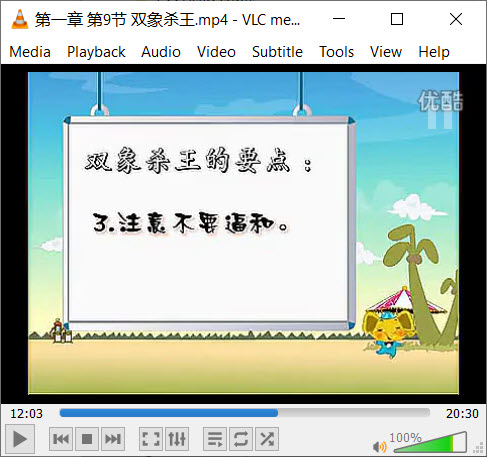 第一章 第9节 双象杀王.mp4 - VLC me...
Media Playback Audio Video Subtitle Tools View Help
优酷
双象杀王的要点：
3.注意不要逼和。
12:03 20:30
100%